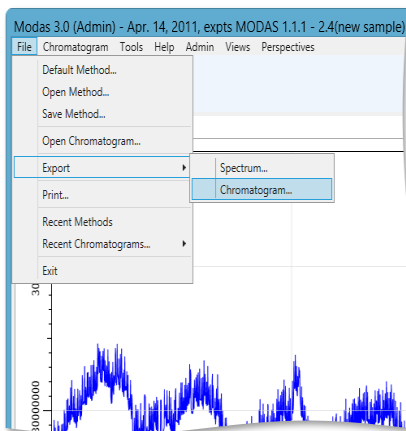 Modas 3.0 (Admin) - Apr. 14, 2011, expts MODAS 1.1.1 - 2.4(new sample)
File Chromatogram Tools Help Admin Views Perspectives
Default Method...
Open Method...
Save Method...
Open Chromatogram...
Export
Spectrum...
Chromatogram...
Print...
Recent Methods
Recent Chromatograms...
Exit